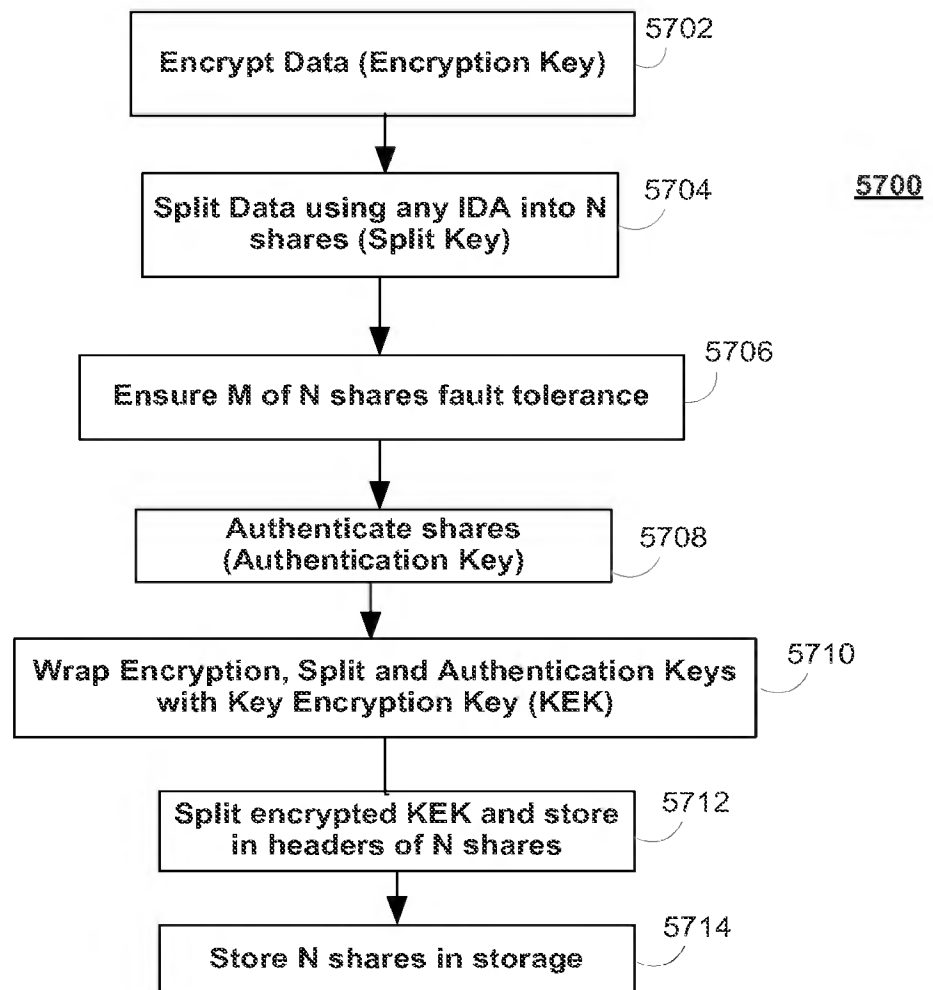 5702
Encrypt Data (Encryption Key)
5700
5704
Split Data using any IDA into N
shares (Split Key)
5706
Ensure M of N shares fault tolerance
5708
Authenticate shares
(Authentication Key)
5710
Wrap Encryption, Split and Authentication Keys
with Key Encryption Key (KEK)
5712
Split encrypted KEK and store
in headers of N shares
5714
Store N shares in storage